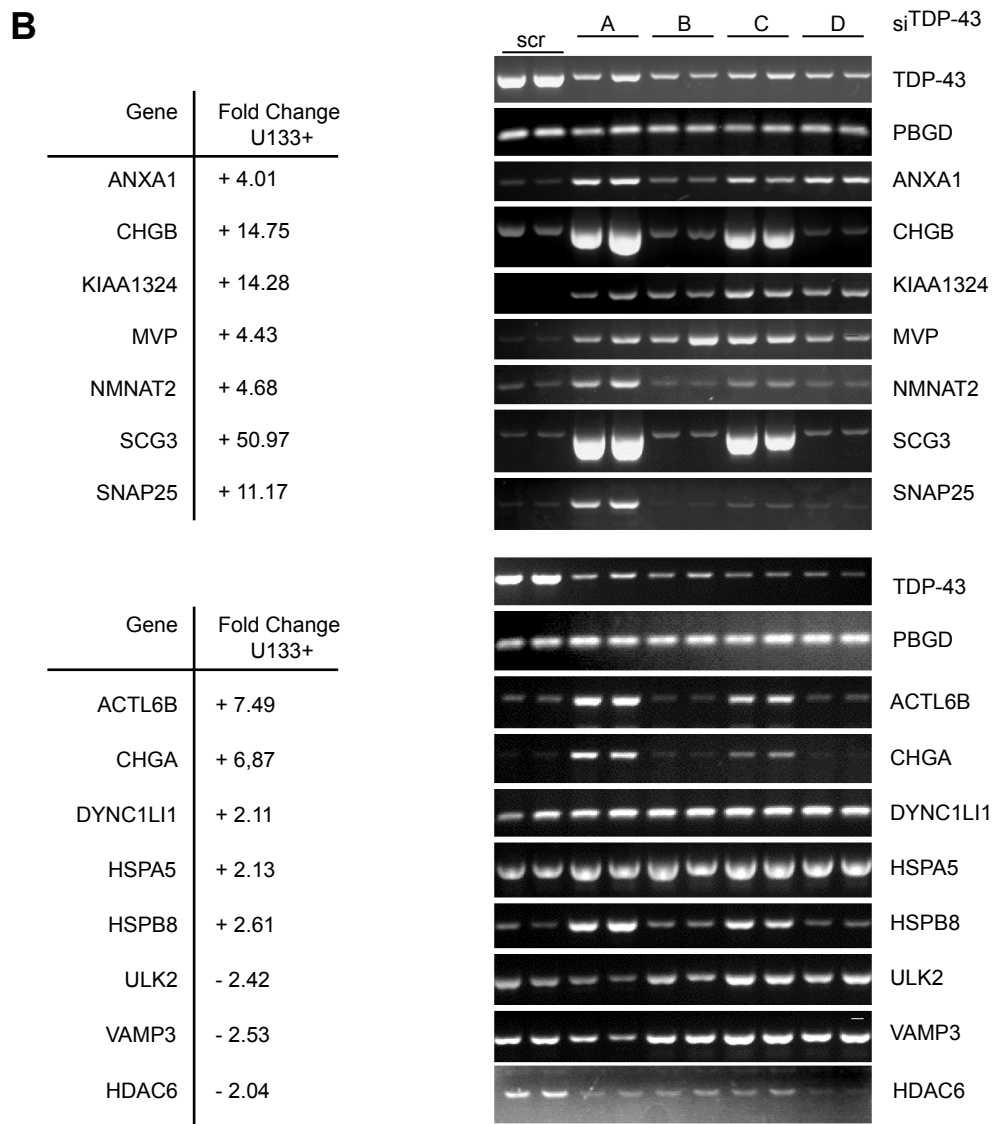 B
A B C D siTDP-43
scr
TDP-43
Gene Fold Change
U133+
PBGD
ANXA1 + 4.01 ANXA1
CHGB + 14.75 CHGB
KIAA1324 + 14.28 KIAA1324
MVP + 4.43 MVP
NMNAT2 + 4.68 NMNAT2
SCG3 + 50.97 SCG3
SNAP25 + 11.17 SNAP25
TDP-43
Gene Fold Change
U133+
PBGD
ACTL6B + 7.49 ACTL6B
CHGA + 6,87 CHGA
DYNC1LI1 + 2.11 DYNC1LI1
HSPA5 + 2.13 HSPA5
HSPB8 + 2.61 HSPB8
ULK2 - 2.42 ULK2
VAMP3 - 2.53 VAMP3
HDAC6 - 2.04 HDAC6